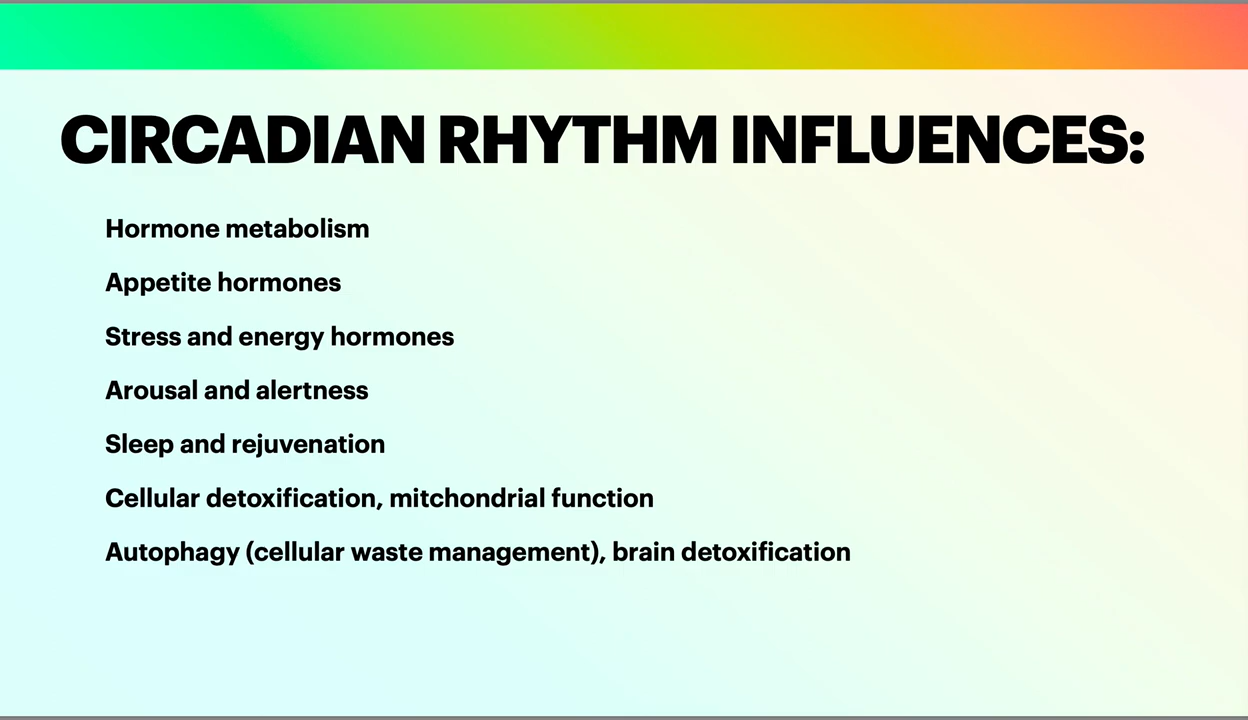 CIRCADIAN RHYTHM INFLUENCES:
Hormone metabolism
Appetite hormones
Stress and energy hormones
Arousal and alertness
Sleep and rejuvenation
Cellular detoxification, mitchondrial function
Autophagy (cellular waste management), brain detoxification